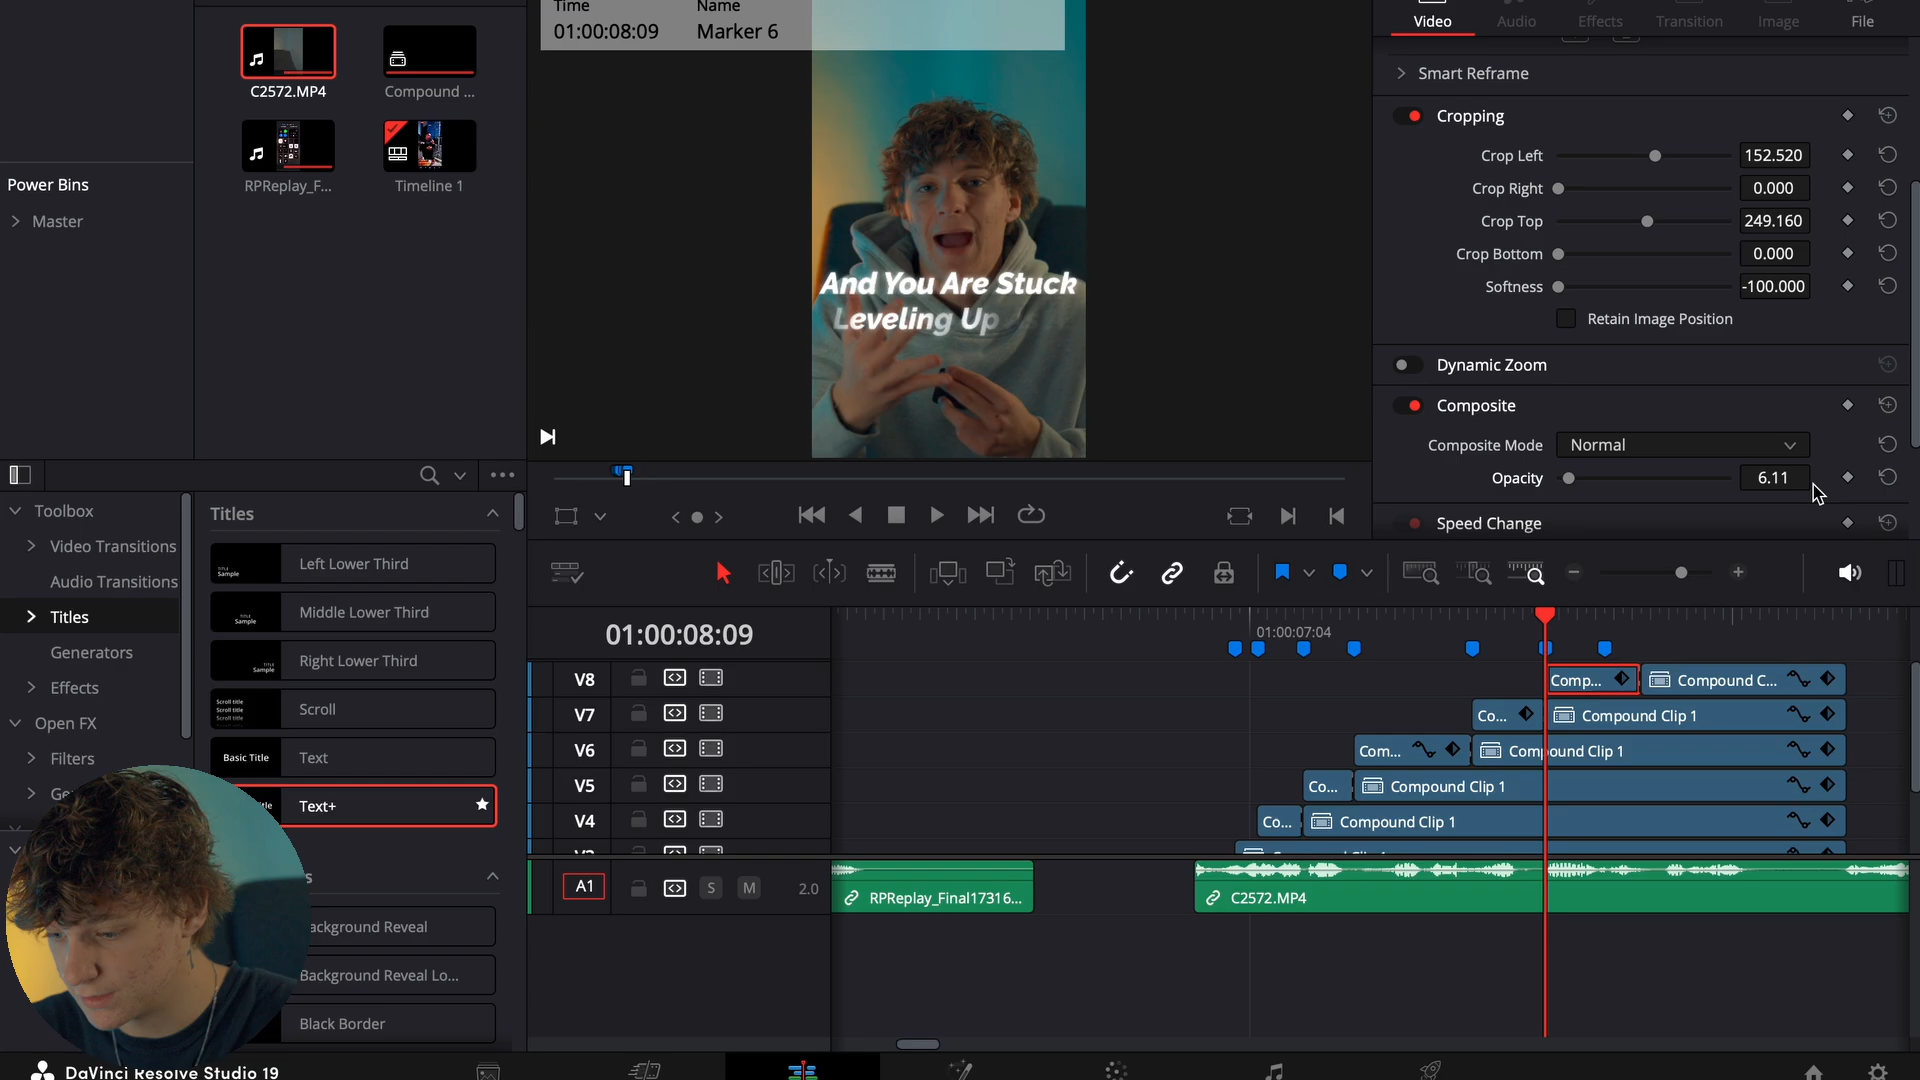 Time Name
01:00:08:09 Marker 6
Video Audio Effects Transition Image File
C2572.MP4 Compound ...
RPReplay_F... Timeline 1
Power Bins
Master
And You Are Stuck
Leveling Up
Smart Reframe
Cropping
Crop Left 152.520
Crop Right 0.000
Crop Top 249.160
Crop Bottom 0.000
Softness -100.000
Retain Image Position
Dynamic Zoom
Composite
Composite Mode Normal
Opacity 6.11
Speed Change
Toolbox
Video Transitions
Audio Transitions
Titles
Generators
Effects
Open FX
Filters
Titles
Sample Left Lower Third
Sample Middle Lower Third
Sample Right Lower Third
Scroll title Scroll
Basic Title Text
Text+
Background Reveal
Background Reveal Lo...
Black Border
01:00:08:09
01:00:07:04
V8 Comp... Compound C...
V7 Co... Compound Clip 1
V6 Com... Compound Clip 1
V5 Co... Compound Clip 1
V4 Co... Compound Clip 1
A1 S M 2.0
RPReplay_Final17316... C2572.MP4
DaVinci Resolve Studio 19